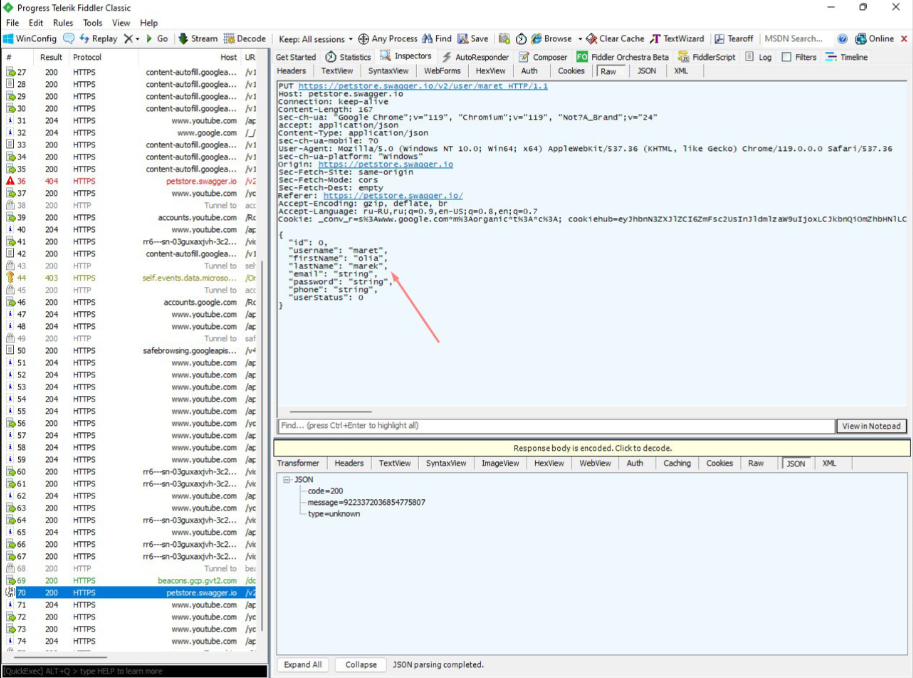 Progress Telerik Fiddler Classic
File Edit Rules Tools View Help
WinConfig Replay Go Stream Decode Keep: All sessions Any Process Find Save Browse Clear Cache TextWizard Tearoff MSDN Search... Online
# Result Protocol Host UR
27 200 HTTPS content-autofill.googlea... /v1
28 200 HTTPS content-autofill.googlea... /v1
29 200 HTTPS content-autofill.googlea... /v1
30 200 HTTPS content-autofill.googlea... /v1
31 204 HTTPS www.youtube.com /ap
32 204 HTTPS www.google.com /_/
33 200 HTTPS content-autofill.googlea... /v1
34 200 HTTPS content-autofill.googlea... /v1
35 200 HTTPS content-autofill.googlea... /v1
36 404 HTTPS petstore.swagger.io /v2
37 200 HTTPS www.youtube.com /yo
38 200 HTTP Tunnel to acc
39 200 HTTPS accounts.youtube.com /Ro
40 204 HTTPS www.youtube.com /ap
41 200 HTTPS rr6---sn-03guxaxjvh-3c2... /vic
42 200 HTTPS content-autofill.googlea... /v1
43 200 HTTP Tunnel to sel
44 403 HTTPS self.events.data.microso... /Or
45 200 HTTP Tunnel to acc
46 200 HTTPS accounts.google.com /Ro
47 204 HTTPS www.youtube.com /ap
48 204 HTTPS www.youtube.com /ap
49 200 HTTP Tunnel to saf
50 200 HTTPS safebrowsing.googleapis... /v4
51 204 HTTPS www.youtube.com /ap
52 204 HTTPS www.youtube.com /ap
53 204 HTTPS www.youtube.com /ap
54 204 HTTPS www.youtube.com /ap
55 204 HTTPS www.youtube.com /ap
56 200 HTTPS www.youtube.com /yo
57 204 HTTPS www.youtube.com /ap
58 204 HTTPS www.youtube.com /ap
59 204 HTTPS www.youtube.com /ap
60 200 HTTPS rr6---sn-03guxaxjvh-3c2... /vic
61 200 HTTPS rr6---sn-03guxaxjvh-3c2... /vic
62 204 HTTPS www.youtube.com /ap
63 200 HTTPS www.youtube.com /yo
64 200 HTTPS rr6---sn-03guxaxjvh-3c2... /vic
65 204 HTTPS www.youtube.com /ap
66 200 HTTPS rr6---sn-03guxaxjvh-3c2... /vic
67 200 HTTPS rr6---sn-03guxaxjvh-3c2... /vic
68 200 HTTP Tunnel to bea
69 200 HTTPS beacons.gcp.gvt2.com /do
70 200 HTTPS petstore.swagger.io /v2
71 204 HTTPS www.youtube.com /ap
72 200 HTTPS www.youtube.com /yo
73 200 HTTPS www.youtube.com /yo
74 204 HTTPS www.youtube.com /ap
[QuickExec] ALT+Q > type HELP to learn more
Get Started Statistics Inspectors AutoResponder Composer FO Fiddler Orchestra Beta FiddlerScript Log Filters Timeline
Headers TextView SyntaxView WebForms HexView Auth Cookies Raw JSON XML
PUT https://petstore.swagger.io/v2/user/maret HTTP/1.1
Host: petstore.swagger.io
Connection: keep-alive
Content-Length: 167
sec-ch-ua: "Google Chrome";v="119", "Chromium";v="119", "Not?A_Brand";v="24"
accept: application/json
Content-Type: application/json
sec-ch-ua-mobile: ?0
User-Agent: Mozilla/5.0 (Windows NT 10.0; Win64; x64) AppleWebKit/537.36 (KHTML, like Gecko) Chrome/119.0.0.0 Safari/537.36
sec-ch-ua-platform: "Windows"
Origin: https://petstore.swagger.io
Sec-Fetch-Site: same-origin
Sec-Fetch-Mode: cors
Sec-Fetch-Dest: empty
Referer: https://petstore.swagger.io/
Accept-Encoding: gzip, deflate, br
Accept-Language: ru-RU,ru;q=0.9,en-US;q=0.8,en;q=0.7
{
"id": 0,
"username": "maret",
"firstName": "olia",
"lastName": "marek",
"email": "string",
"password": "string",
"phone": "string",
"userStatus": 0
}
Find... (press Ctrl+Enter to highlight all) View in Notepad
Response body is encoded. Click to decode.
Transformer Headers TextView SyntaxView ImageView HexView WebView Auth Caching Cookies Raw JSON XML
JSON
code=200
message=9223372036854775807
type=unknown
Expand All Collapse JSON parsing completed.